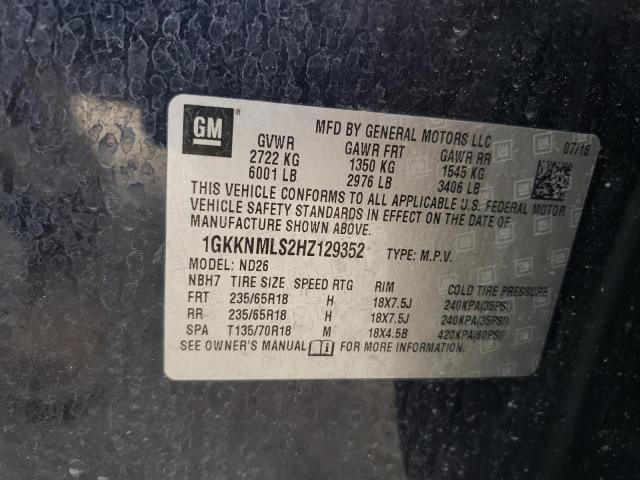 GM ®
MFD BY GENERAL MOTORS LLC 07/16
GVWR GAWR FRT GAWR RR
2722 KG 1350 KG 1545 KG
6001 LB 2976 LB 3406 LB
THIS VEHICLE CONFORMS TO ALL APPLICABLE U.S. FEDERAL MOTOR
VEHICLE SAFETY STANDARDS IN EFFECT ON THE DATE OF
MANUFACTURE SHOWN ABOVE.
1GKKNMLS2HZ129352 TYPE: M.P.V.
MODEL: ND26
NBH7 TIRE SIZE SPEED RTG RIM COLD TIRE PRESSURE
FRT 235/65R18 H 18X7.5J 240KPA(35PSI)
RR 235/65R18 H 18X7.5J 240KPA(35PSI)
SPA T135/70R18 M 18X4.5B 420KPA(60PSI)
SEE OWNER'S MANUAL i FOR MORE INFORMATION.